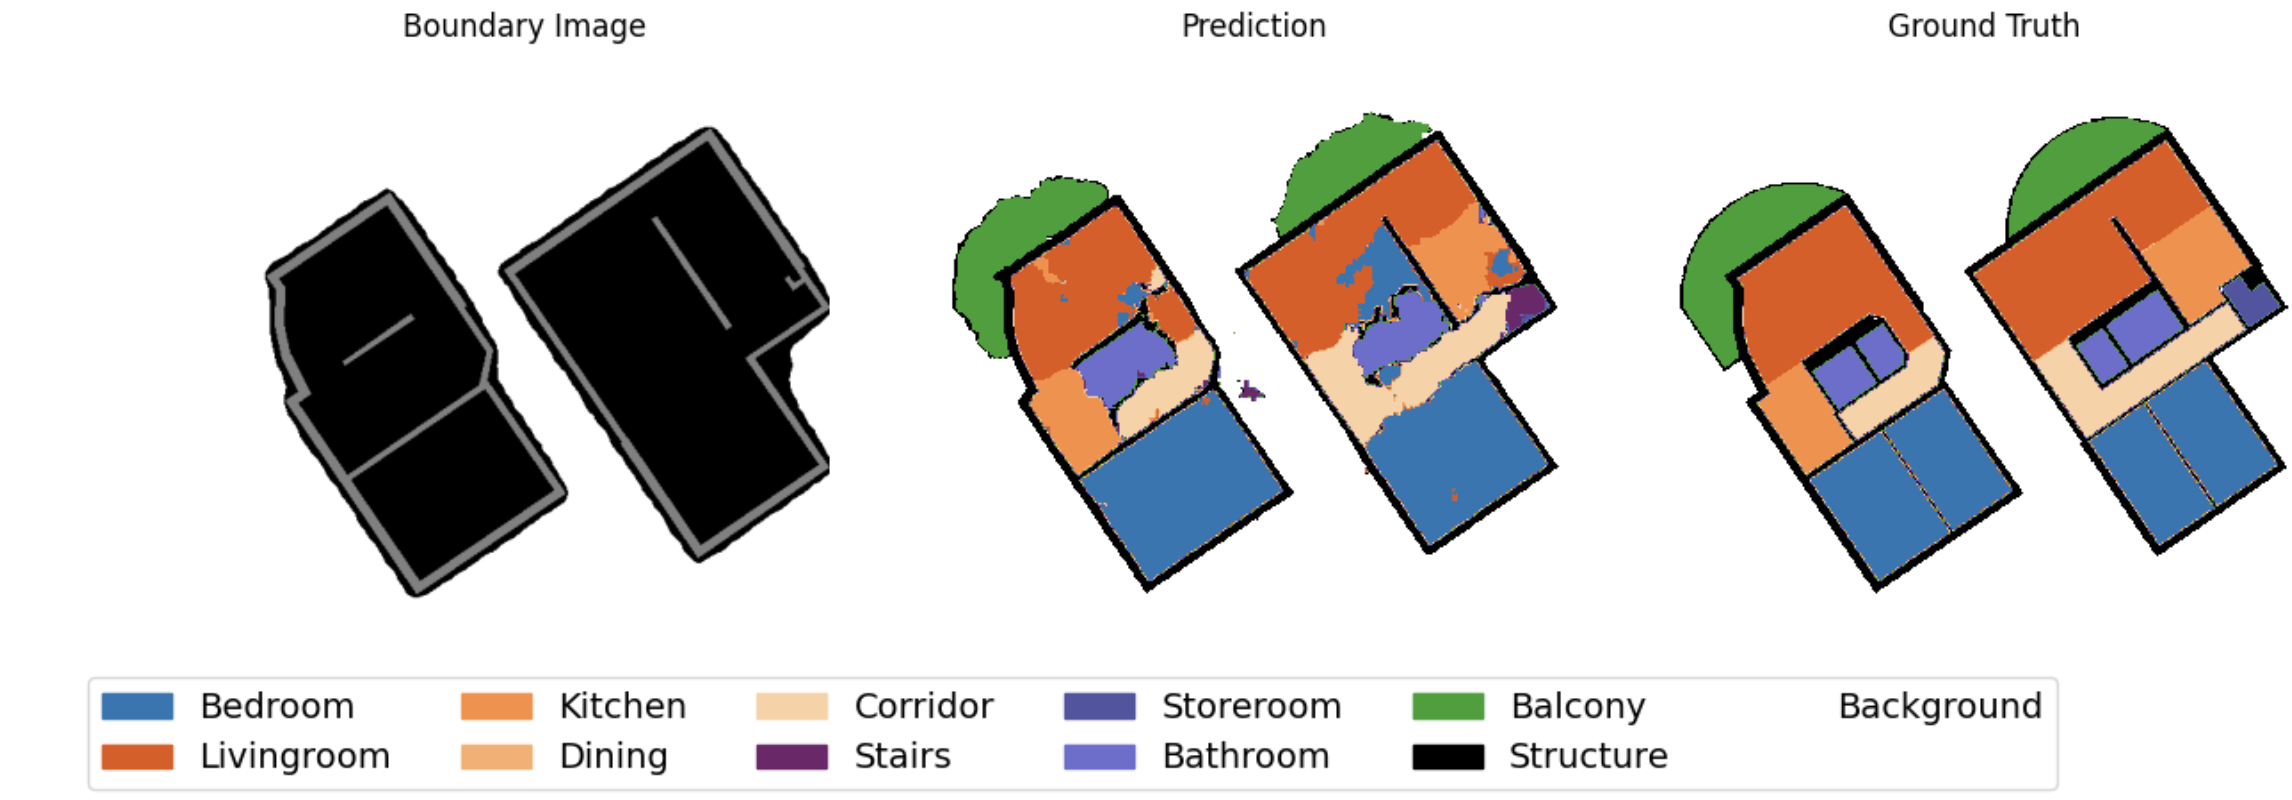 Boundary Image Prediction Ground Truth
Bedroom Kitchen Corridor Storeroom Balcony Background
Livingroom Dining Stairs Bathroom Structure